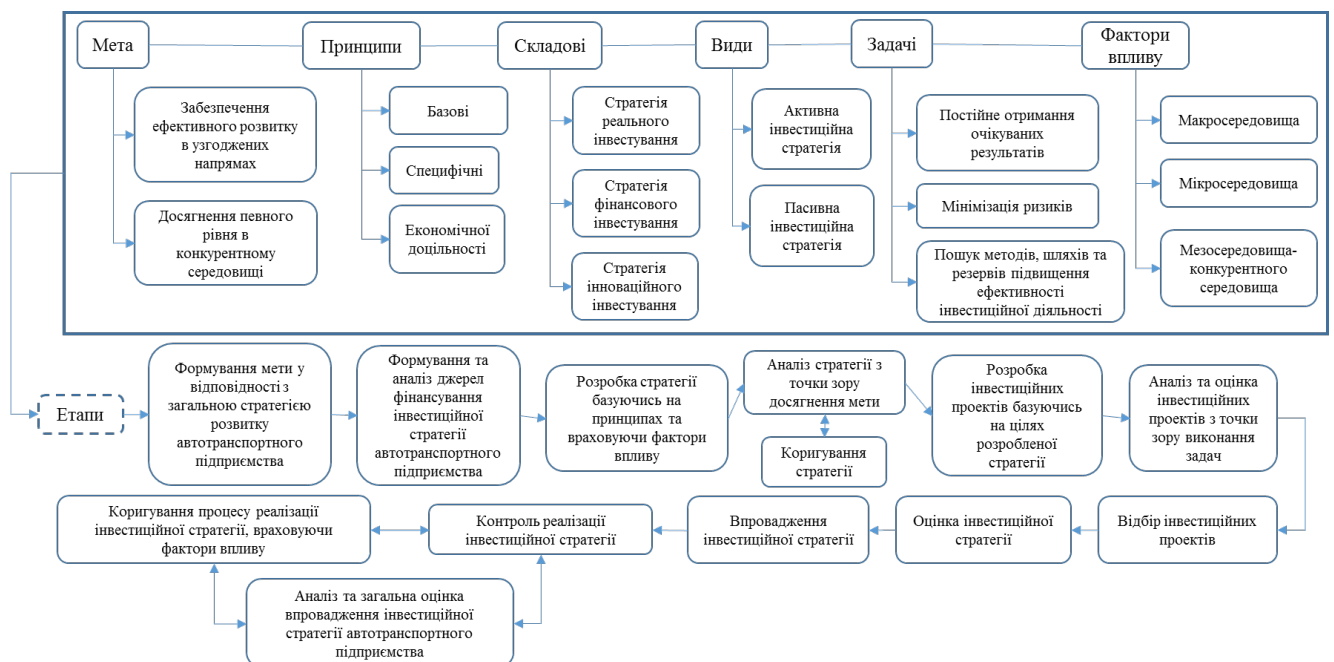 Мета
Принципи
Складові
Види
Задачі
Фактори
впливу
Забезпечення
ефективного розвитку
в узгоджених
напрямах
Досягнення певного
рівня в
конкурентному
середовищі
Базові
Специфічні
Економічної
доцільності
Стратегія
реального
інвестування
Стратегія
фінансового
інвестування
Стратегія
інноваційного
інвестування
Активна
інвестиційна
стратегія
Пасивна
інвестиційна
стратегія
Постійне отримання
очікуваних
результатів
Мінімізація ризиків
Пошук методів, шляхів та
резервів підвищення
ефективності
інвестиційної діяльності
Макросередовища
Мікросередовища
Мезосередовища-
конкурентного
середовища
Етапи
Формування мети у
відповідності з
загальною стратегією
розвитку
автотранспортного
підприємства
Формування та
аналіз джерел
фінансування
інвестиційної
стратегії
автотранспортного
підприємства
Розробка стратегії
базуючись на
принципах та
враховуючи фактори
впливу
Аналіз стратегії з
точки зору
досягнення мети
Коригування
стратегії
Розробка
інвестиційних
проектів базуючись
на цілях
розробленої
стратегії
Аналіз та оцінка
інвестиційних
проектів з точки
зору виконання
задач
Відбір інвестиційних
проектів
Оцінка інвестиційної
стратегії
Впровадження
інвестиційної стратегії
Контроль реалізації
інвестиційної стратегії
Коригування процесу реалізації
інвестиційної стратегії, враховуючи
фактори впливу
Аналіз та загальна оцінка
впровадження інвестиційної
стратегії автотранспортного
підприємства